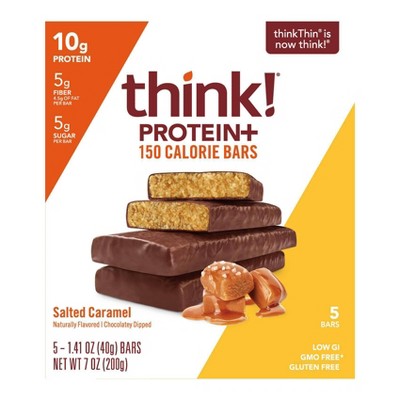 10g
PROTEIN
5g
FIBER
4.5G OF FAT
PER BAR
5g
SUGAR
PER BAR
thinkThin® is
now think!®
think!®
PROTEIN+
150 CALORIE BARS
Salted Caramel
Naturally Flavored | Chocolatey Dipped
5 – 1.41 OZ (40g) BARS
NET WT 7 OZ (200g)
5
BARS
LOW GI
GMO FREE+
GLUTEN FREE